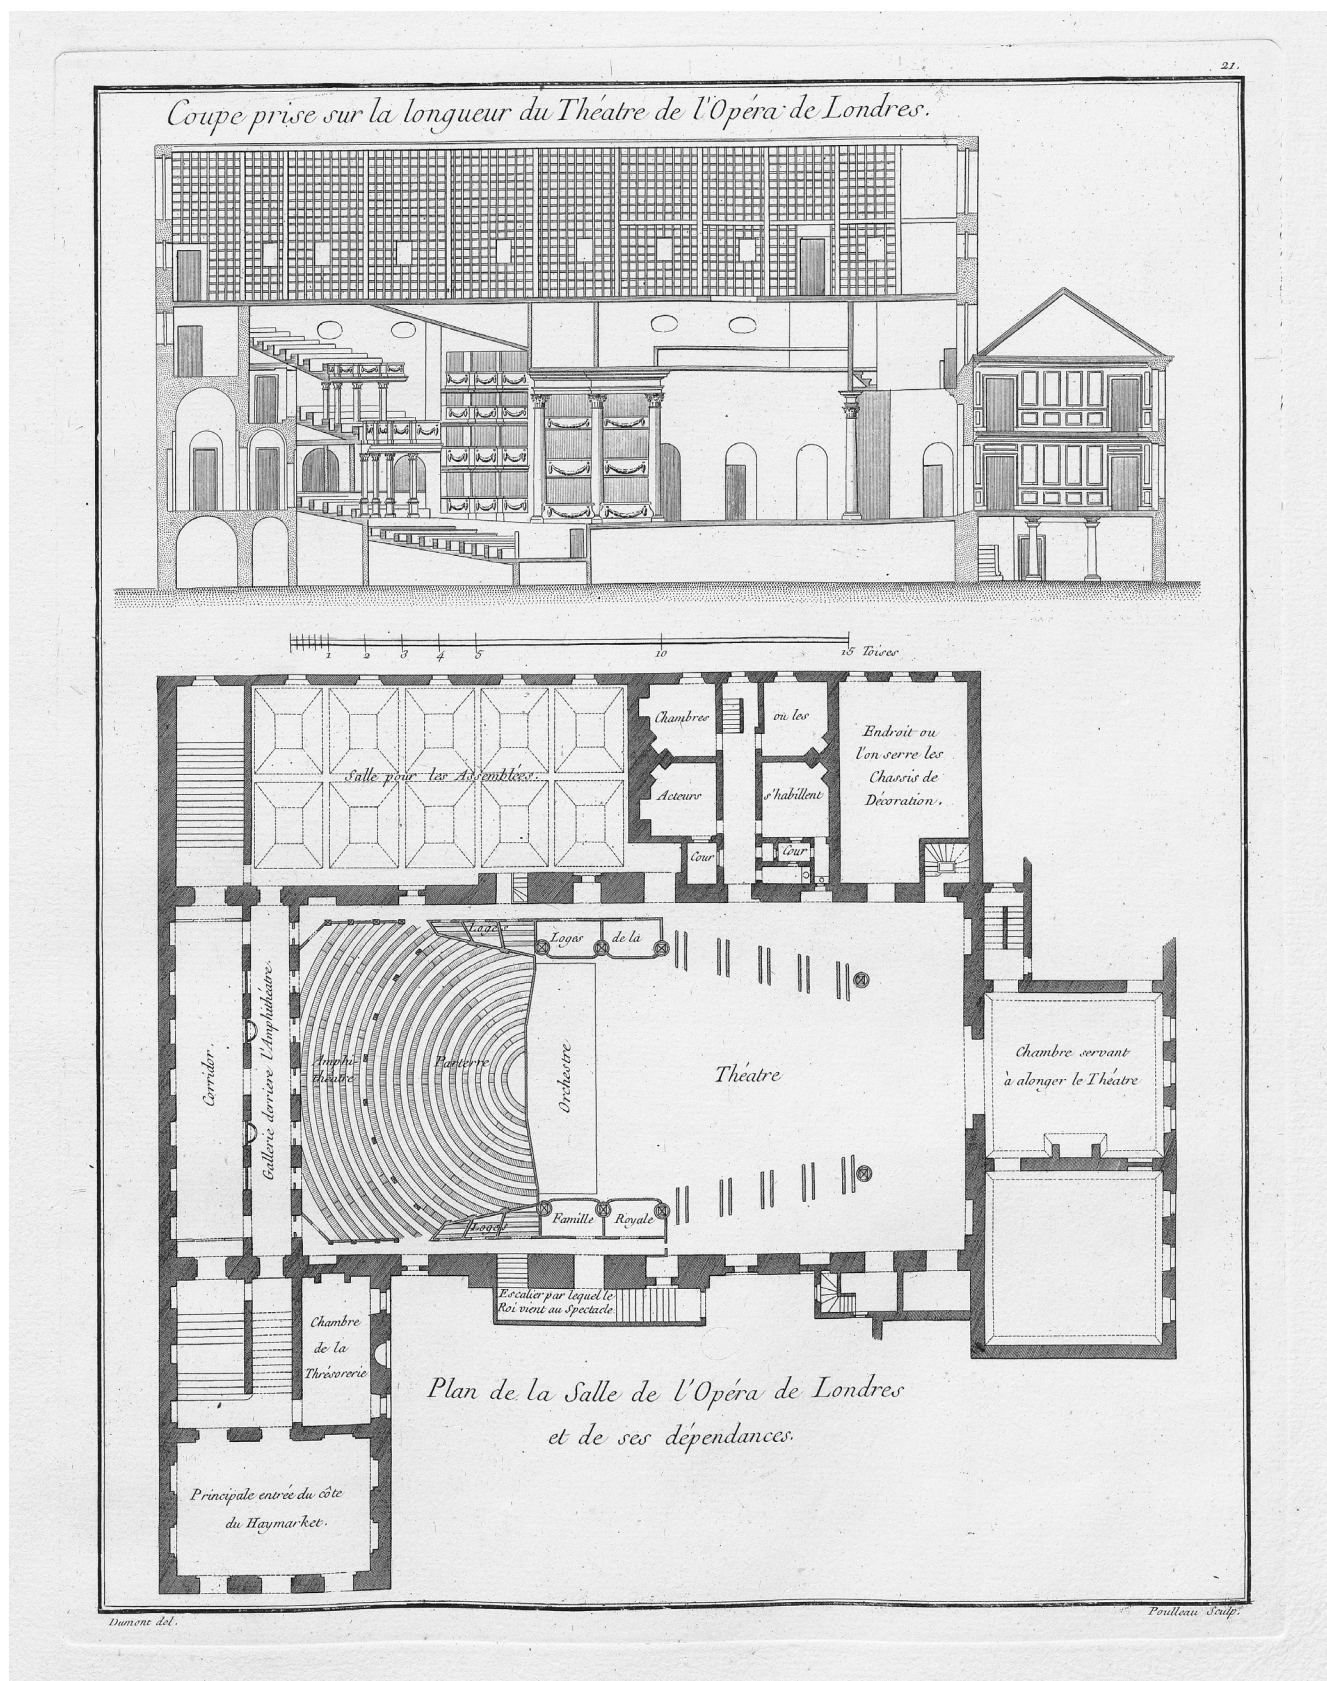 21.
Coupe prise sur la longueur du Théatre de l'Opéra de Londres.
1 2 3 4 5 10 15 Toises
Chambres
où les
Acteurs
s'habillent
Cour
Cour
Endroit ou
l'on serre les
Chassis de
Décoration.
Salle pour les Assemblées.
Loges
Loges
de la
Corridor.
Gallerie derriere l'Amphithéatre.
Amphi-
théatre
Parterre
Orchestre
Théatre
Chambre servant
à alonger le Théatre
Loges
Famille
Royale
Escalier par lequel le
Roi vient au Spectacle
Chambre
de la
Thrésorerie
Plan de la Salle de l'Opéra de Londres
et de ses dépendances.
Principale entrée du côte
du Haymarket.
Dumont del.
Poulleau Sculp.